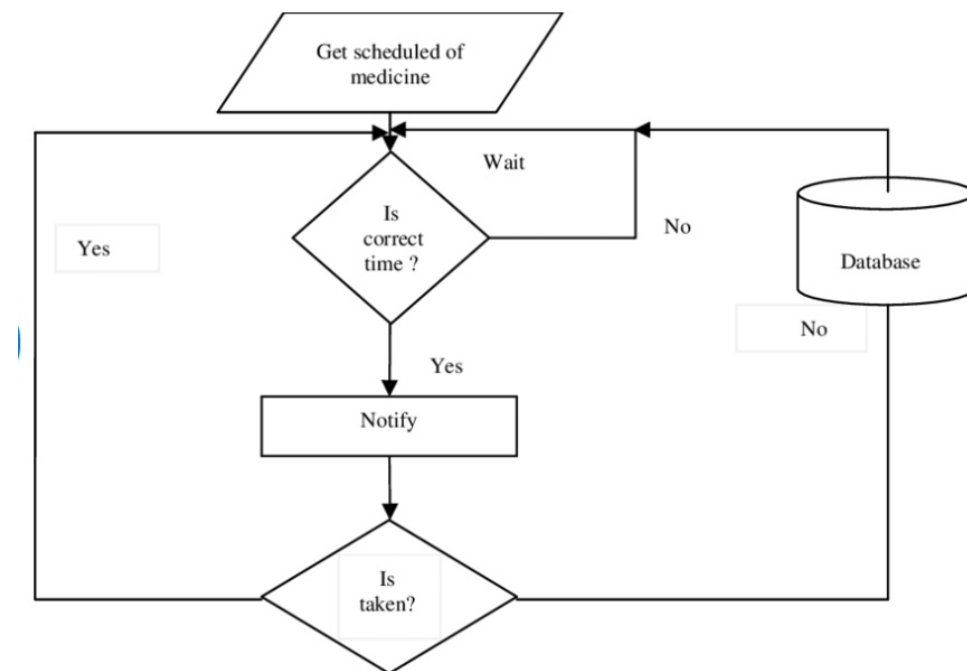 Get scheduled of
medicine
Wait
Is
correct
time ?
No
Yes
Database
No
Yes
Notify
Is
taken?